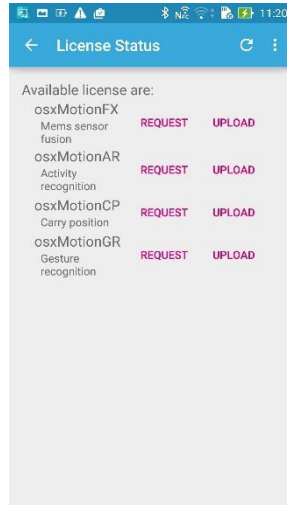 11:20
License Status
Available license are:
osxMotionFX
Mems sensor
fusion
REQUEST UPLOAD
osxMotionAR
Activity
recognition
REQUEST UPLOAD
osxMotionCP
Carry position
REQUEST UPLOAD
osxMotionGR
Gesture
recognition
REQUEST UPLOAD